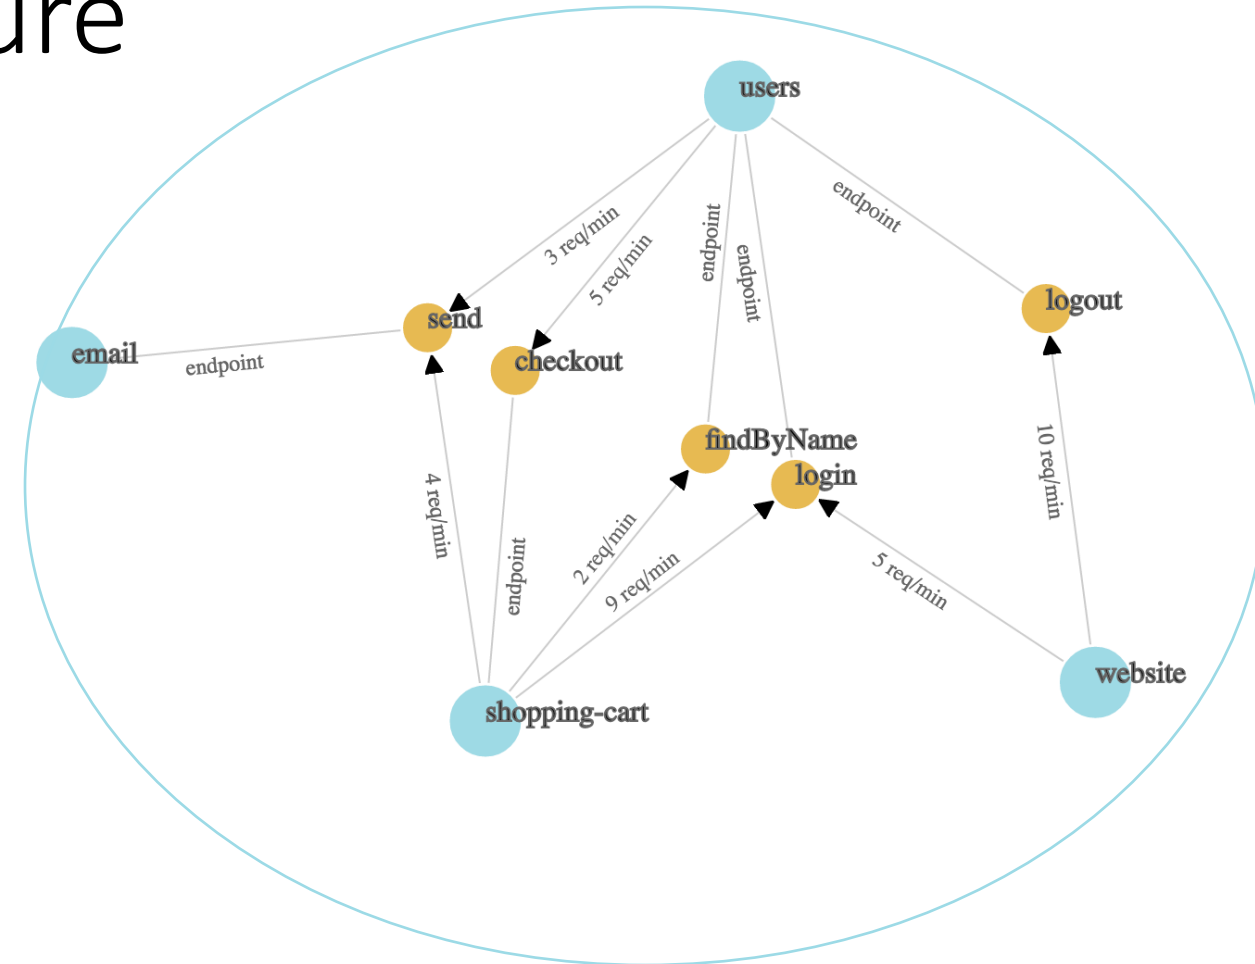 ure
users
endpoint
3 req/min
endpoint
5 req/min
endpoint
logout
send
email
endpoint
checkout
findByName
login
10 req/min
4 req/min
2 req/min
endpoint
9 req/min
5 req/min
website
shopping-cart